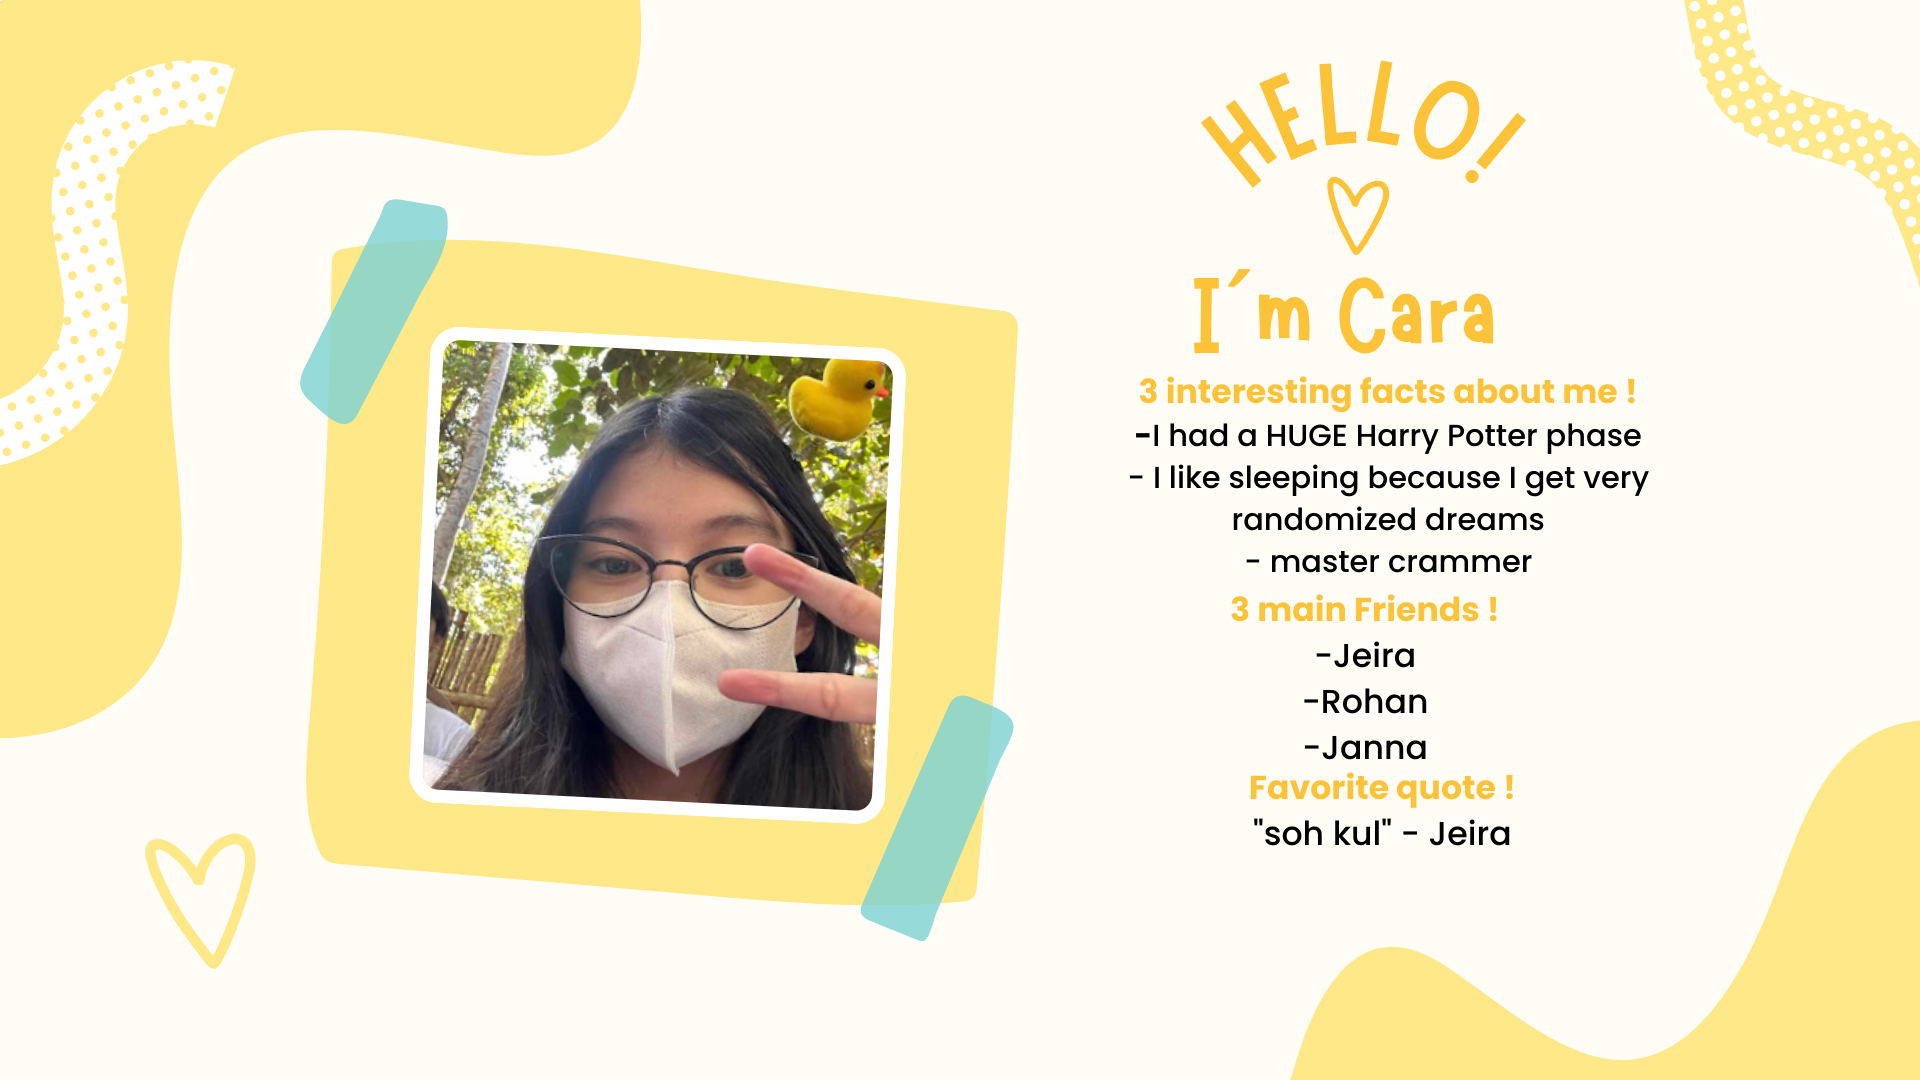 HELLO!
I´m Cara
3 interesting facts about me !
-I had a HUGE Harry Potter phase
- I like sleeping because I get very
randomized dreams
- master crammer
3 main Friends !
-Jeira
-Rohan
-Janna
Favorite quote !
"soh kul" - Jeira